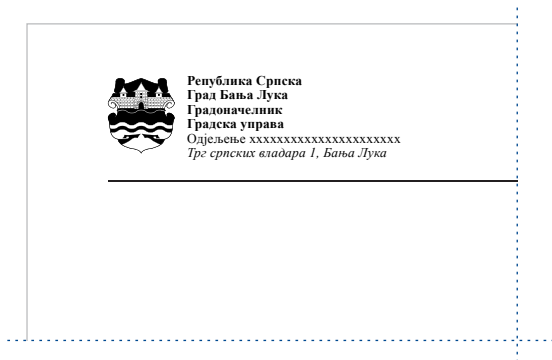 Република Српска
Град Бања Лука
Градоначелник
Градска управа
Одјељење xxxxxxxxxxxxxxxxxxxxxx
Трг српских владара 1, Бања Лука